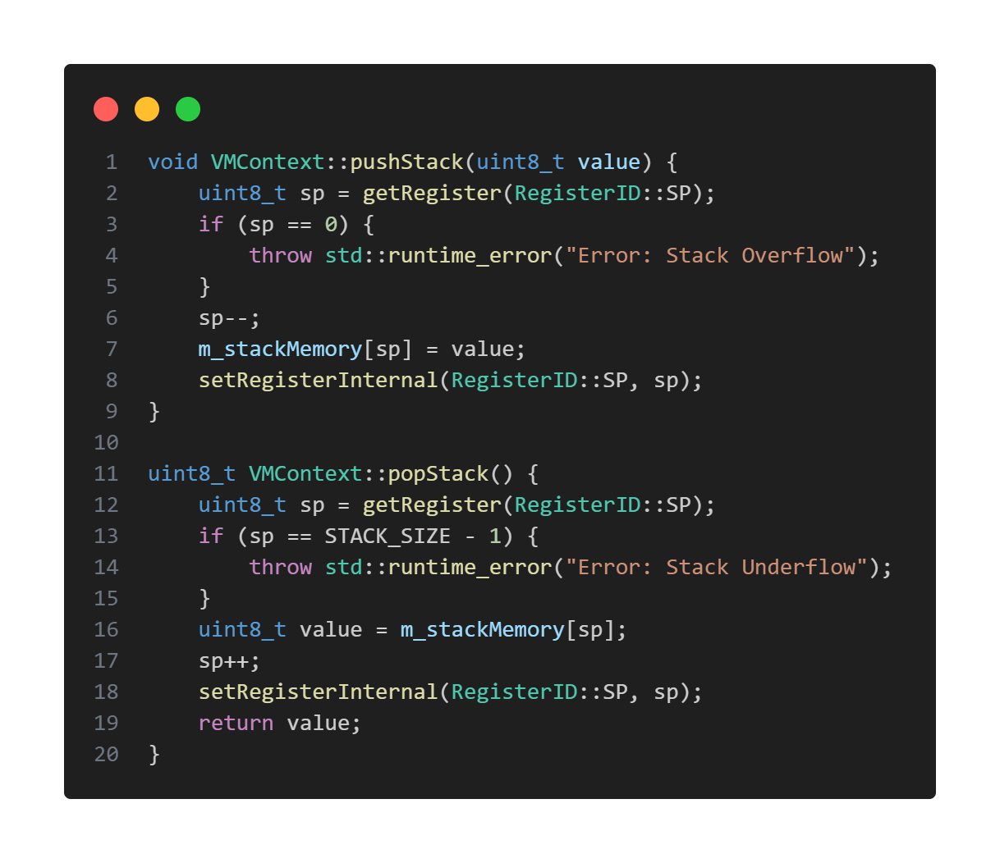 1 void VMContext::pushStack(uint8_t value) {
2     uint8_t sp = getRegister(RegisterID::SP);
3     if (sp == 0) {
4         throw std::runtime_error("Error: Stack Overflow");
5     }
6     sp--;
7     m_stackMemory[sp] = value;
8     setRegisterInternal(RegisterID::SP, sp);
9 }
10
11 uint8_t VMContext::popStack() {
12     uint8_t sp = getRegister(RegisterID::SP);
13     if (sp == STACK_SIZE - 1) {
14         throw std::runtime_error("Error: Stack Underflow");
15     }
16     uint8_t value = m_stackMemory[sp];
17     sp++;
18     setRegisterInternal(RegisterID::SP, sp);
19     return value;
20 }